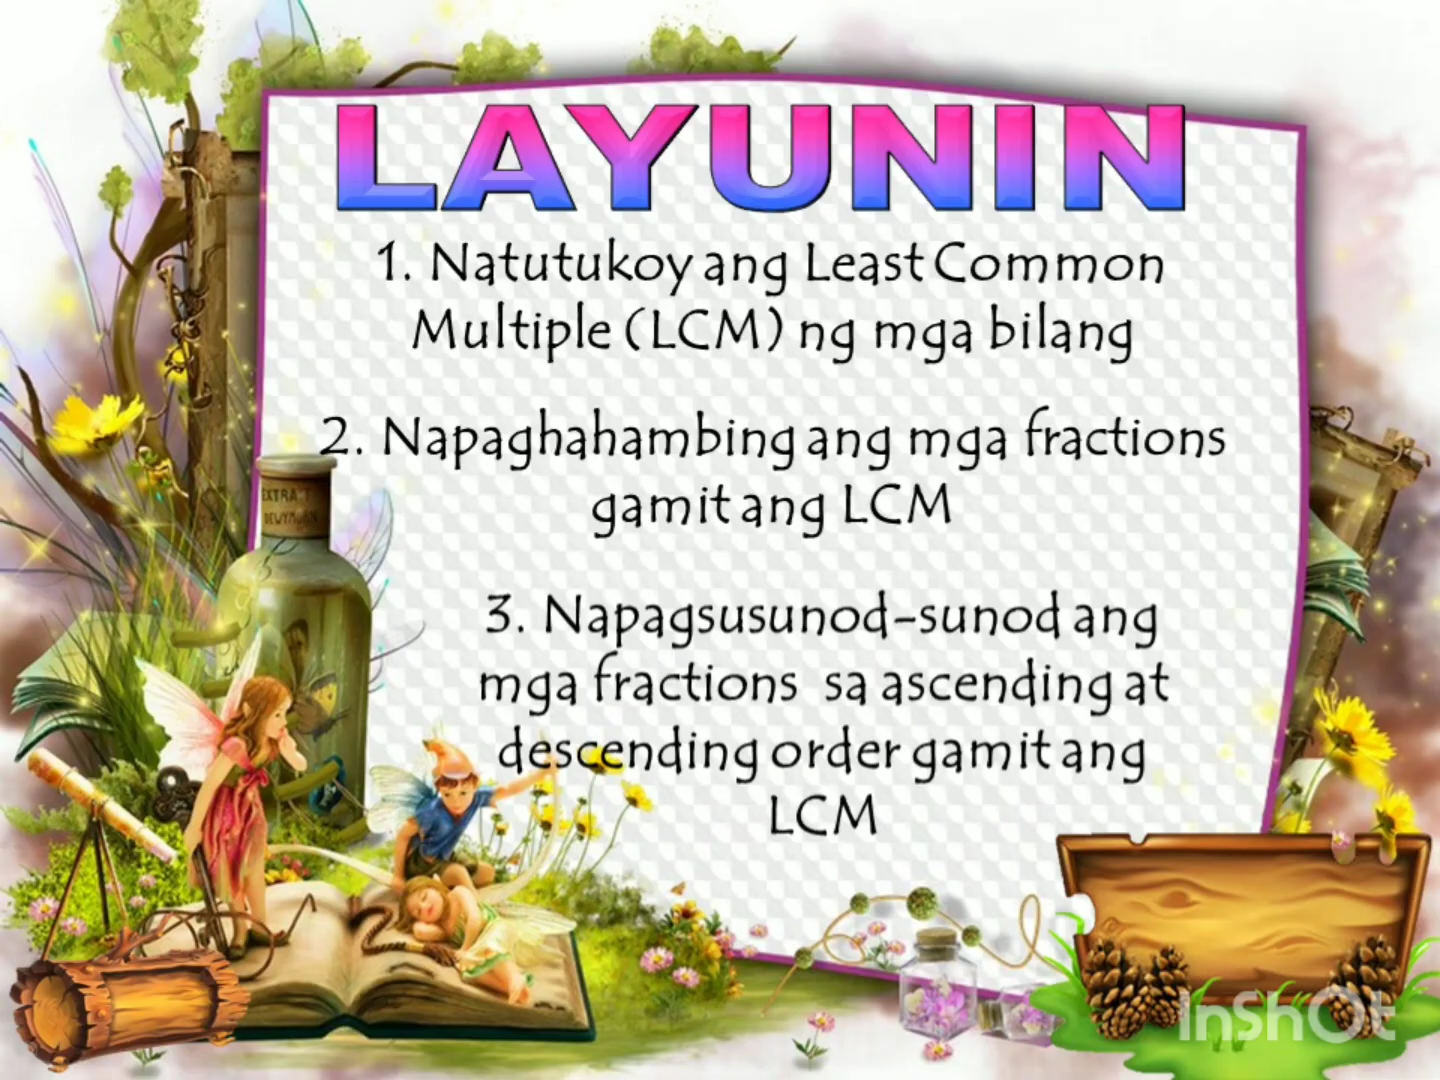 LAYUNIN
1. Natutukoy ang Least Common
Multiple (LCM) ng mga bilang
2. Napaghahambing ang mga fractions
gamit ang LCM
3. Napagsusunod-sunod ang
mga fractions sa ascending at
descending order gamit ang
LCM
InShOt